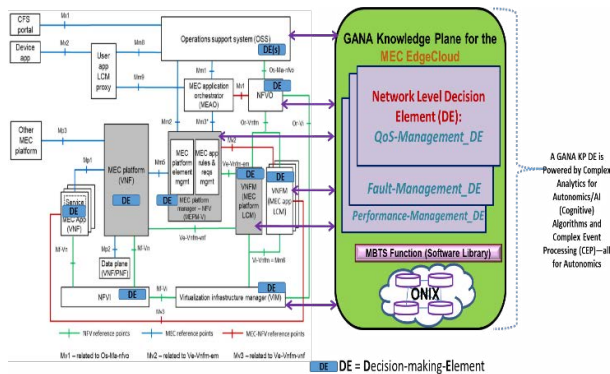 CFS
portal
Mx1
Operations support system (OSS)
DE(s)
Device
app
Mx2
User
app
LCM
proxy
Mm8
Mm9
Mm1
Os-Ma-nfvo
MEC application
orchestrator
(MEAO)
Mv1
NFVO
DE
Mm3*
Or-Vnfm
Or-Vi
Other
MEC
platform
Mp3
MEC platform
(VNF)
DE
Mm5
MEC
platform
element
mgmt
MEC app
rules &
reqs
mgmt
DE
MEC platform
manager – NFV
(MEPM-V)
Mv2
Ve-Vnfm-em
DE
VNFM
(MEC
platform
LCM)
DE
VNFM
(MEC app
LCM)
Mp1
Service
DE
MEC App
(VNF)
Mp2
Data plane
(VNF/PNF)
Nf-Vn
Nf-Vn
Ve-Vnfm-vnf
Vi-Vnfm
NFVI
DE
Nf-Vi
Virtualization infrastructure manager (VIM)
DE
Mv3
NFV reference points
MEC reference points
MEC-NFV reference points
Mv1 – related to Os-Ma-nfvo
Mv2 – related to Ve-Vnfm-em
Mv3 – related to Ve-Vnfm-vnf
GANA Knowledge Plane for the
MEC EdgeCloud
Network Level Decision
Element (DE):
QoS-Management_DE
Fault-Management_DE
Performance-Management_DE
MBTS Function (Software Library)
ONIX
A GANA KP DE is
Powered by Complex
Analytics for
Autonomics/AI
(Cognitive)
Algorithms and
Complex Event
Processing (CEP)—all
for Autonomics
DE
DE = Decision-making-Element